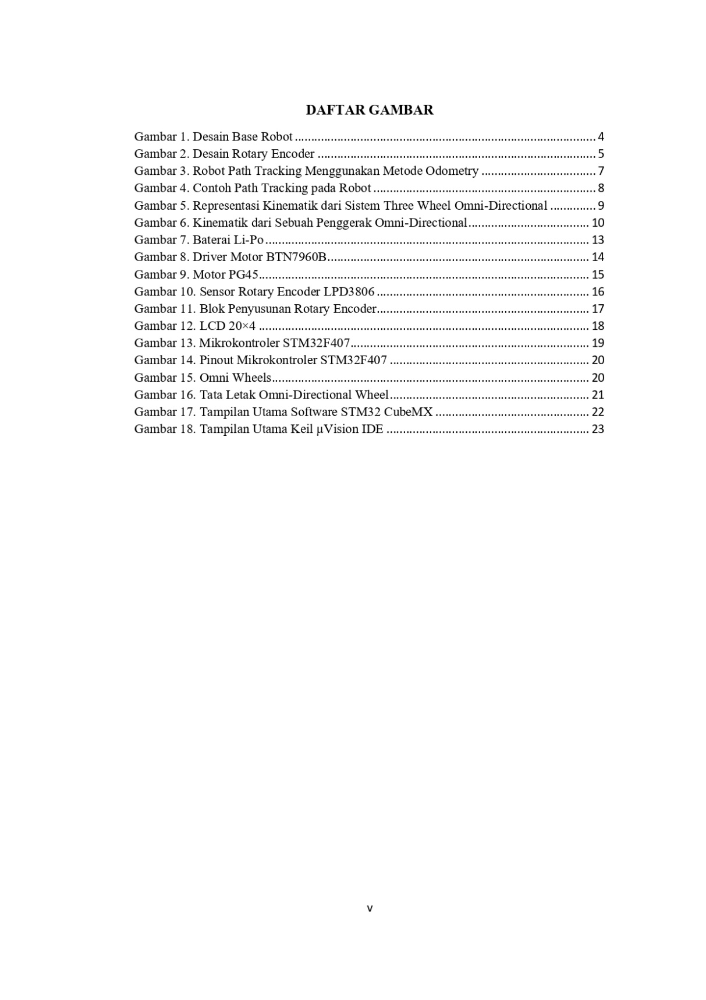 DAFTAR GAMBAR
Gambar 1. Desain Base Robot ............................................................................................ 4
Gambar 2. Desain Rotary Encoder ..................................................................................... 5
Gambar 3. Robot Path Tracking Menggunakan Metode Odometry ................................... 7
Gambar 4. Contoh Path Tracking pada Robot .................................................................... 8
Gambar 5. Representasi Kinematik dari Sistem Three Wheel Omni-Directional .............. 9
Gambar 6. Kinematik dari Sebuah Penggerak Omni-Directional..................................... 10
Gambar 7. Baterai Li-Po ................................................................................................... 13
Gambar 8. Driver Motor BTN7960B................................................................................ 14
Gambar 9. Motor PG45..................................................................................................... 15
Gambar 10. Sensor Rotary Encoder LPD3806 ................................................................. 16
Gambar 11. Blok Penyusunan Rotary Encoder................................................................. 17
Gambar 12. LCD 20×4 ..................................................................................................... 18
Gambar 13. Mikrokontroler STM32F407......................................................................... 19
Gambar 14. Pinout Mikrokontroler STM32F407 ............................................................. 20
Gambar 15. Omni Wheels................................................................................................. 20
Gambar 16. Tata Letak Omni-Directional Wheel............................................................. 21
Gambar 17. Tampilan Utama Software STM32 CubeMX ............................................... 22
Gambar 18. Tampilan Utama Keil µVision IDE .............................................................. 23
v